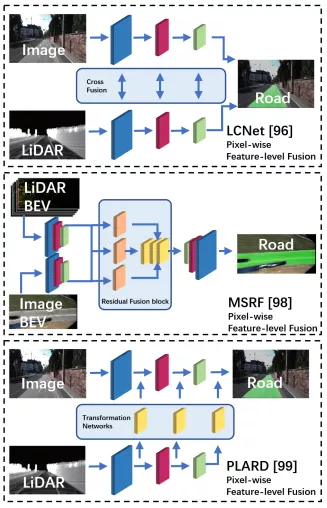 Image
Cross
Fusion
Road
LiDAR
LCNet [96]
Pixel-wise
Feature-level Fusion
LiDAR
BEV
Road
Residual Fusion block
Image
BEV
MSRF [98]
Pixel-wise
Feature-level Fusion
Image
Road
Transformation
Networks
LiDAR
PLARD [99]
Pixel-wise
Feature-level Fusion